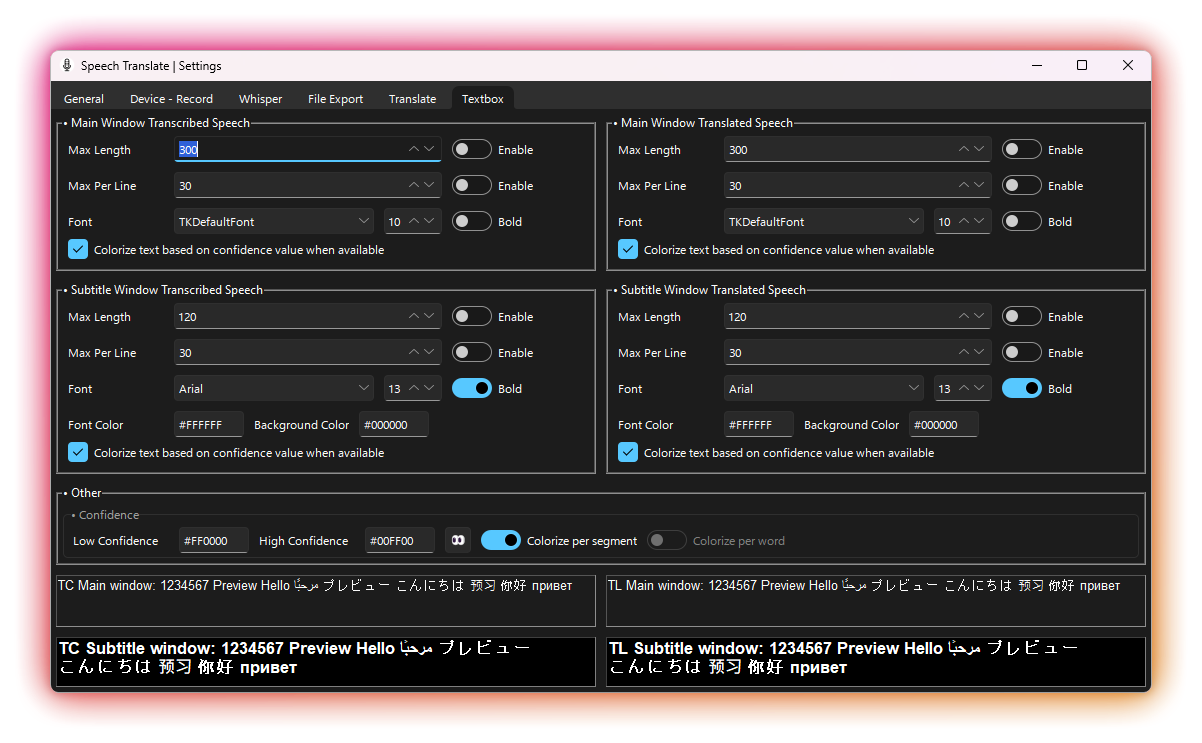 Speech Translate | Settings
General Device - Record Whisper File Export Translate Textbox
• Main Window Transcribed Speech
Max Length 300 Enable
Max Per Line 30 Enable
Font TKDefaultFont 10 Bold
Colorize text based on confidence value when available
• Main Window Translated Speech
Max Length 300 Enable
Max Per Line 30 Enable
Font TKDefaultFont 10 Bold
Colorize text based on confidence value when available
• Subtitle Window Transcribed Speech
Max Length 120 Enable
Max Per Line 30 Enable
Font Arial 13 Bold
Font Color #FFFFFF Background Color #000000
Colorize text based on confidence value when available
• Subtitle Window Translated Speech
Max Length 120 Enable
Max Per Line 30 Enable
Font Arial 13 Bold
Font Color #FFFFFF Background Color #000000
Colorize text based on confidence value when available
• Other
• Confidence
Low Confidence #FF0000 High Confidence #00FF00 Colorize per segment Colorize per word
TC Main window: 1234567 Preview Hello مرحبًا プレビュー こんにちは 预习 你好 привет
TL Main window: 1234567 Preview Hello مرحبًا プレビュー こんにちは 预习 你好 привет
TC Subtitle window: 1234567 Preview Hello مرحبًا プレビュー
こんにちは 预习 你好 привет
TL Subtitle window: 1234567 Preview Hello مرحبًا プレビュー
こんにちは 预习 你好 привет